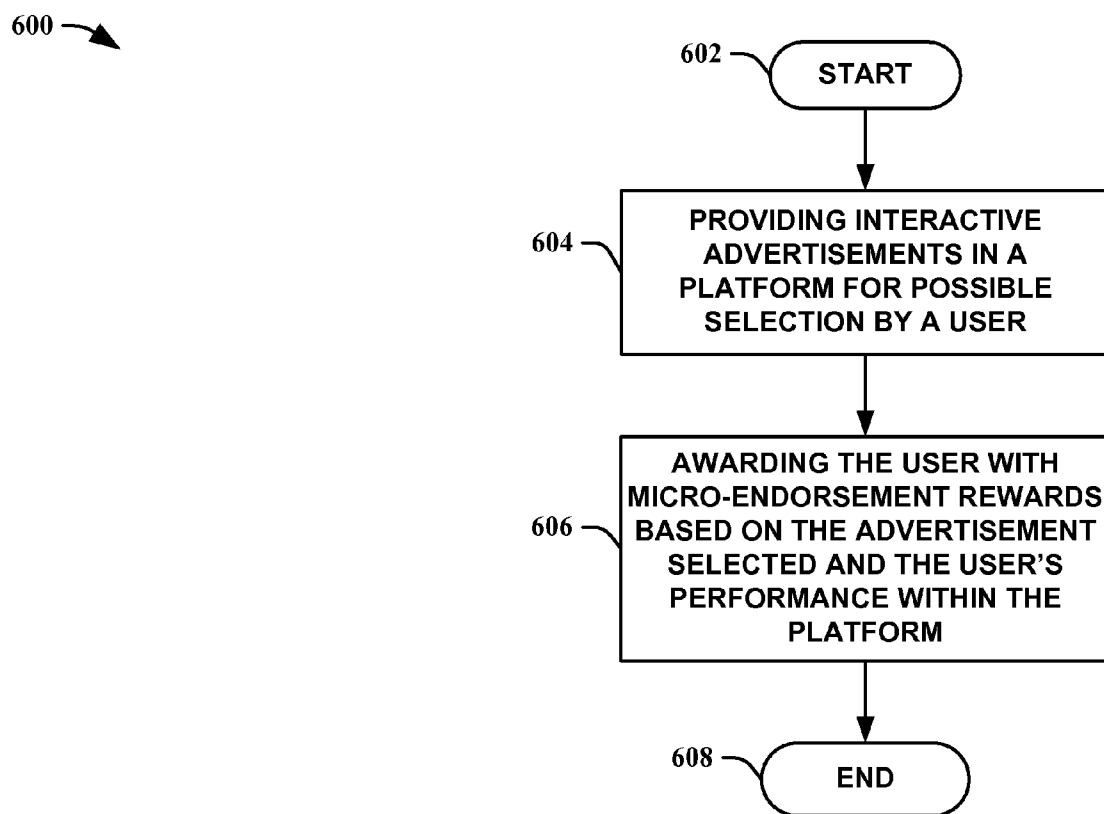 600
602
START
604
PROVIDING INTERACTIVE
ADVERTISEMENTS IN A
PLATFORM FOR POSSIBLE
SELECTION BY A USER
606
AWARDING THE USER WITH
MICRO-ENDORSEMENT REWARDS
BASED ON THE ADVERTISEMENT
SELECTED AND THE USER'S
PERFORMANCE WITHIN THE
PLATFORM
608
END